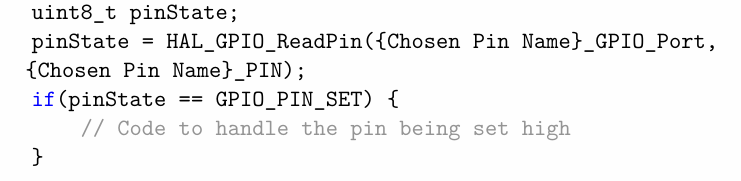 uint8_t pinState;
pinState = HAL_GPIO_ReadPin({Chosen Pin Name}_GPIO_Port,
{Chosen Pin Name}_PIN);
if(pinState == GPIO_PIN_SET) {
    // Code to handle the pin being set high
}